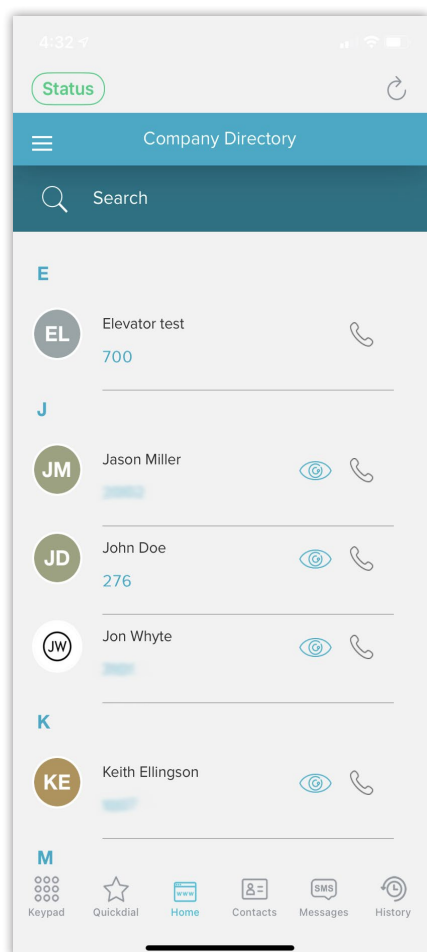 4:32
Status
Company Directory
Search
E
EL
Elevator test
700
J
JM
Jason Miller
JD
John Doe
276
JW
Jon Whyte
K
KE
Keith Ellingson
M
www
SMS
Keypad Quickdial Home Contacts Messages History